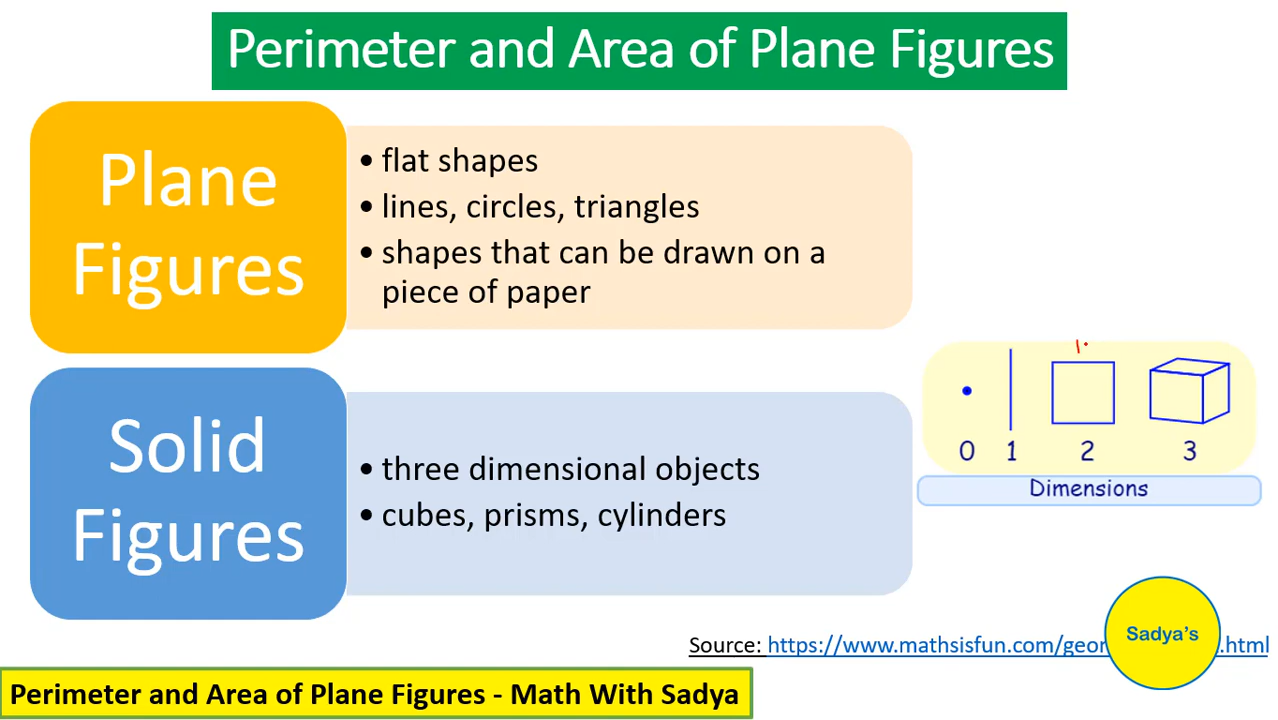 Perimeter and Area of Plane Figures
Plane
Figures
• flat shapes
• lines, circles, triangles
• shapes that can be drawn on a
piece of paper
Solid
Figures
• three dimensional objects
• cubes, prisms, cylinders
0 1 2 3
Dimensions
Source: https://www.mathsisfun.com/geor .html
Sadya's
Perimeter and Area of Plane Figures - Math With Sadya